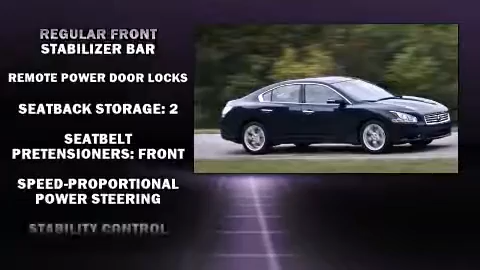 REGULAR FRONT
STABILIZER BAR
REMOTE POWER DOOR LOCKS
SEATBACK STORAGE: 2
SEATBELT
PRETENSIONERS: FRONT
SPEED-PROPORTIONAL
POWER STEERING
STABILITY CONTROL